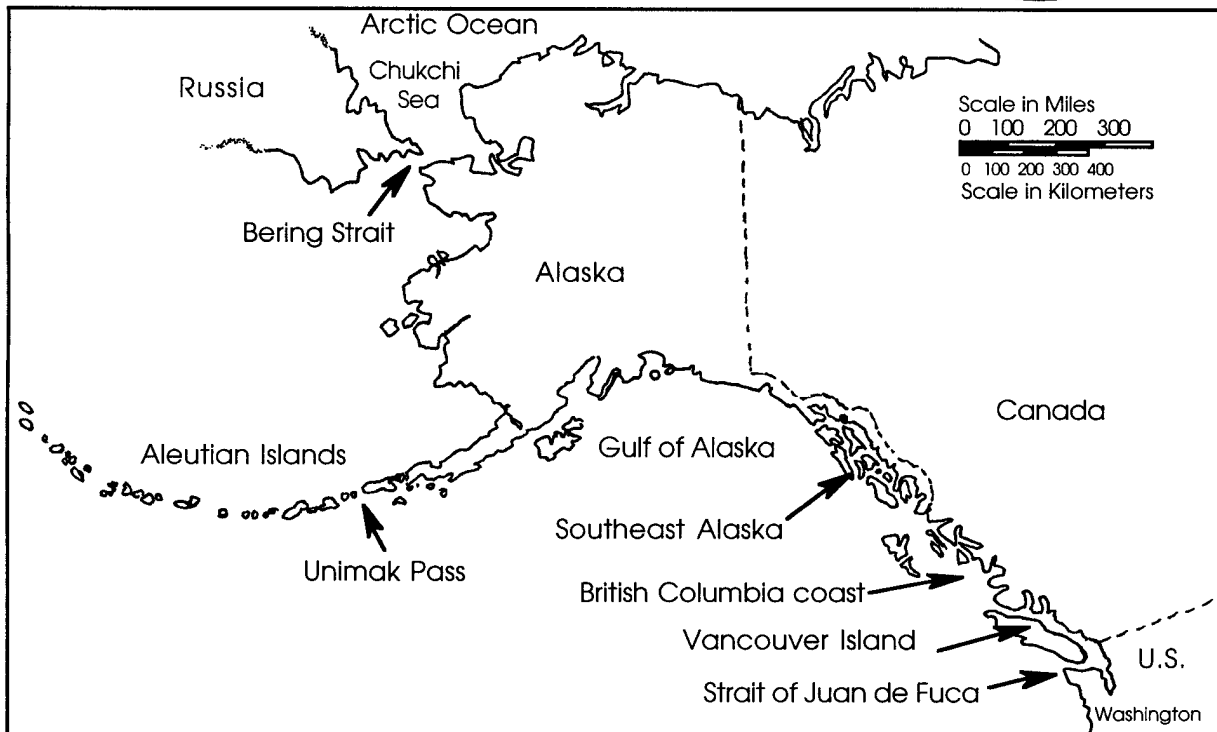 Arctic Ocean
Chukchi
Sea
Russia
Scale in Miles
0 100 200 300
0 100 200 300 400
Scale in Kilometers
Bering Strait
Alaska
Canada
Aleutian Islands
Gulf of Alaska
Southeast Alaska
Unimak Pass
British Columbia coast
Vancouver Island
U.S.
Strait of Juan de Fuca
Washington